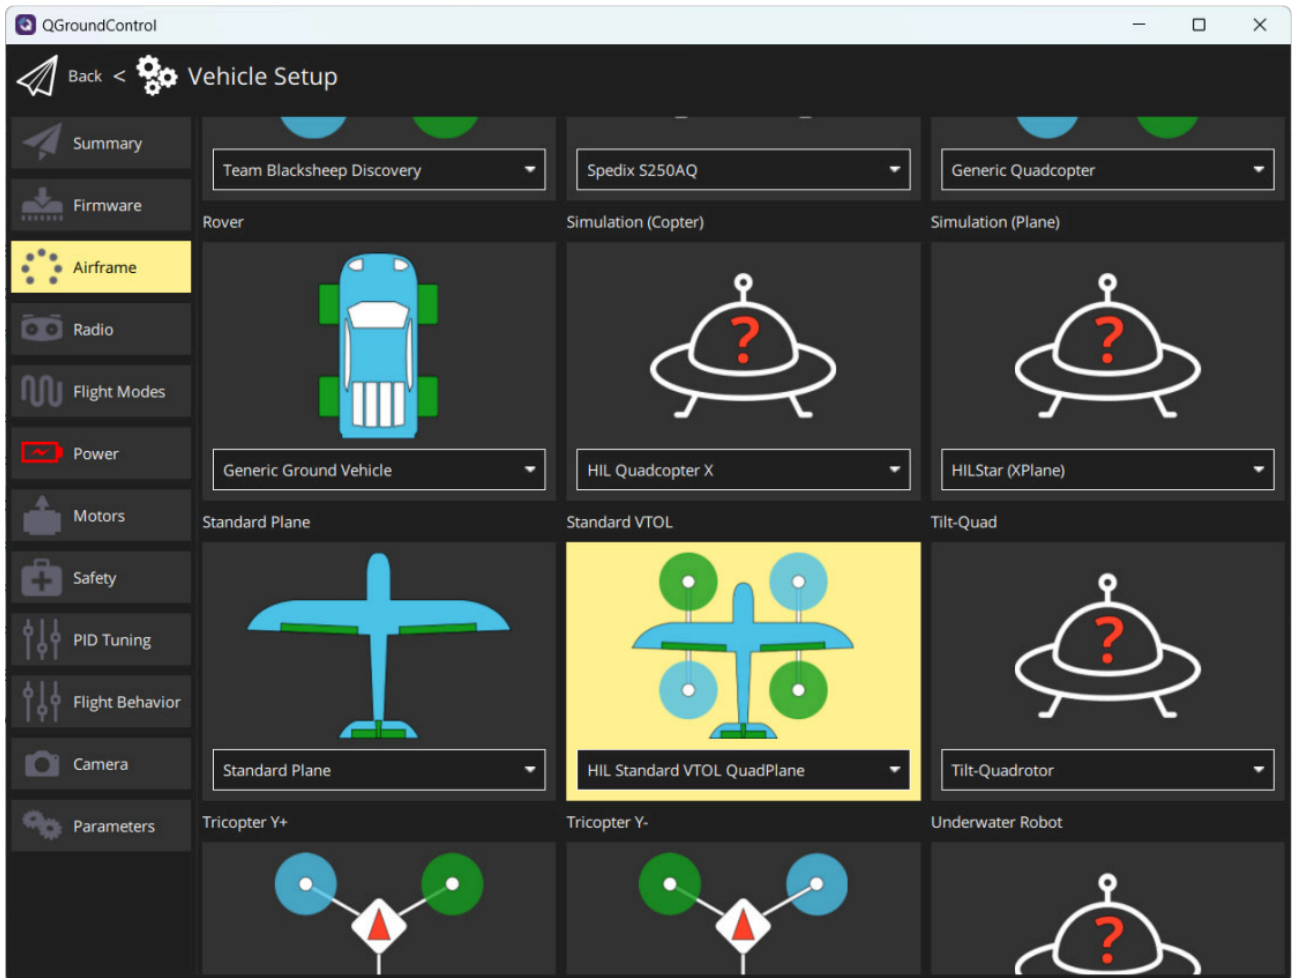 QGroundControl
Back < Vehicle Setup
Summary
Firmware
Airframe
Radio
Flight Modes
Power
Motors
Safety
PID Tuning
Flight Behavior
Camera
Parameters
Team Blacksheep Discovery
Spedix S250AQ
Generic Quadcopter
Rover
Simulation (Copter)
Simulation (Plane)
?
?
Generic Ground Vehicle
HIL Quadcopter X
HILStar (XPlane)
Standard Plane
Standard VTOL
Tilt-Quad
?
Standard Plane
HIL Standard VTOL QuadPlane
Tilt-Quadrotor
Tricopter Y+
Tricopter Y-
Underwater Robot
?